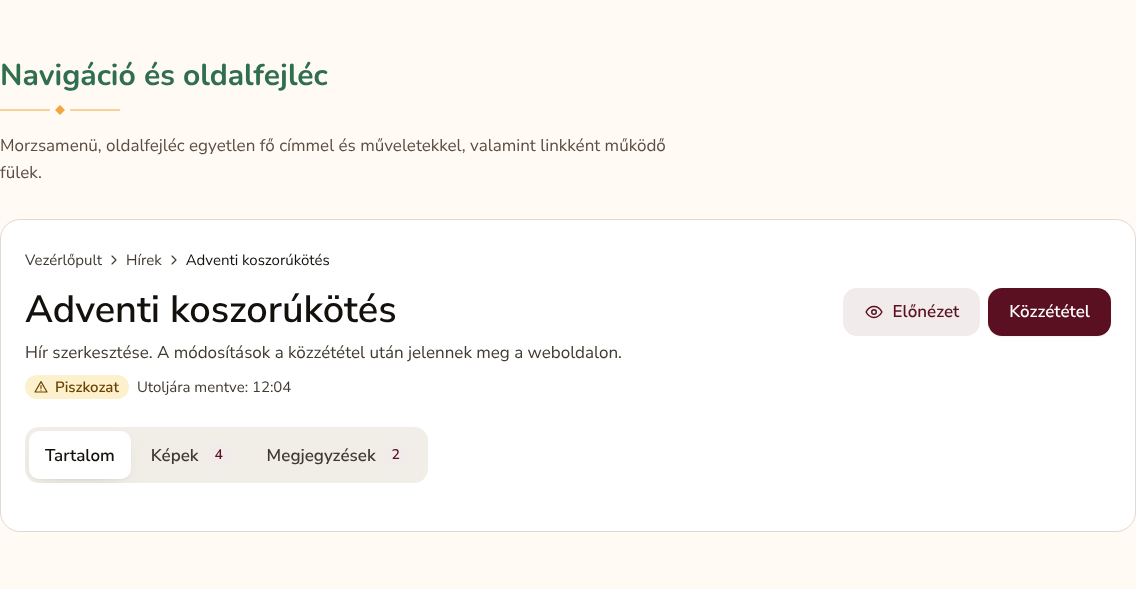 Navigáció és oldalfejléc
Morzsamenü, oldalfejléc egyetlen fő címmel és műveletekkel, valamint linkként működő
fülek.
Vezérlőpult > Hírek > Adventi koszorúkötés
Adventi koszorúkötés
Előnézet
Közzététel
Hír szerkesztése. A módosítások a közzététel után jelennek meg a weboldalon.
Piszkozat Utoljára mentve: 12:04
Tartalom Képek 4 Megjegyzések 2